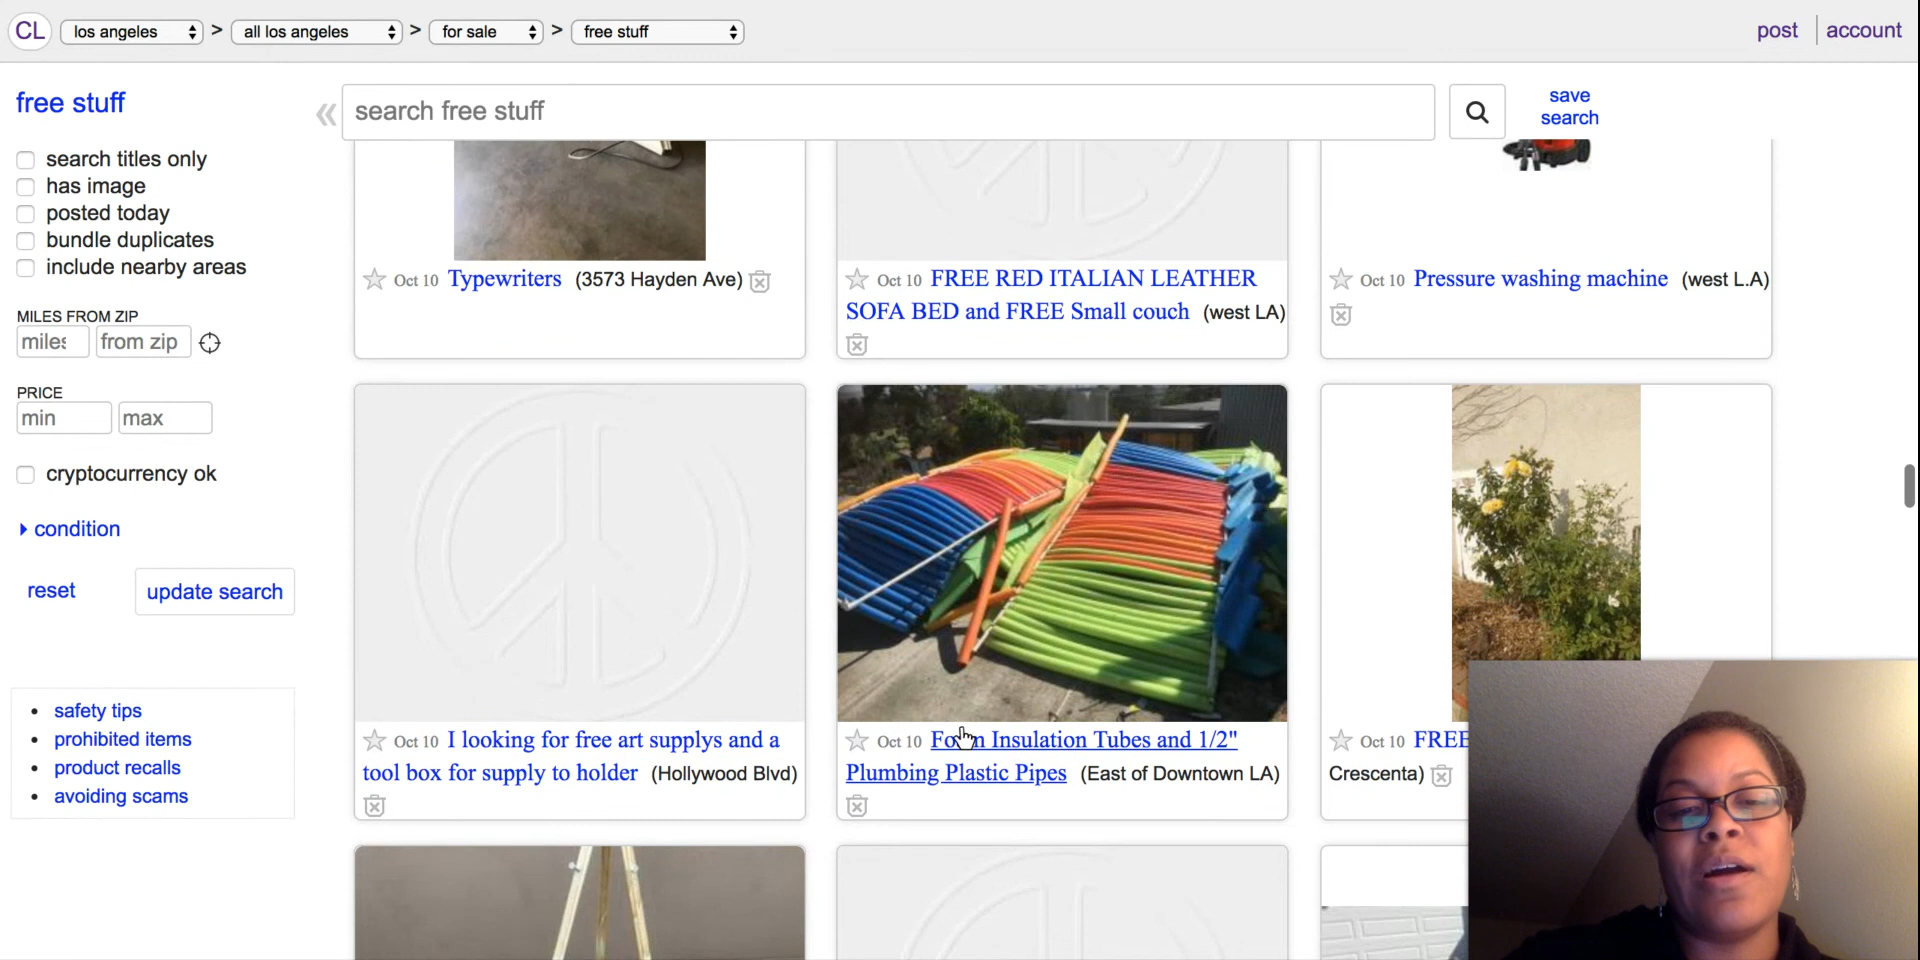 CL los angeles > all los angeles > for sale > free stuff post account
free stuff
search free stuff
save
search
search titles only
has image
posted today
bundle duplicates
include nearby areas
MILES FROM ZIP
miles from zip
PRICE
min max
cryptocurrency ok
condition
reset update search
safety tips
prohibited items
product recalls
avoiding scams
Oct 10 Typewriters (3573 Hayden Ave)
Oct 10 FREE RED ITALIAN LEATHER
SOFA BED and FREE Small couch (west LA)
Oct 10 Pressure washing machine (west L.A)
Oct 10 I looking for free art supplys and a
tool box for supply to holder (Hollywood Blvd)
Oct 10 Foam Insulation Tubes and 1/2"
Plumbing Plastic Pipes (East of Downtown LA)
Oct 10 FREE
Crescenta)